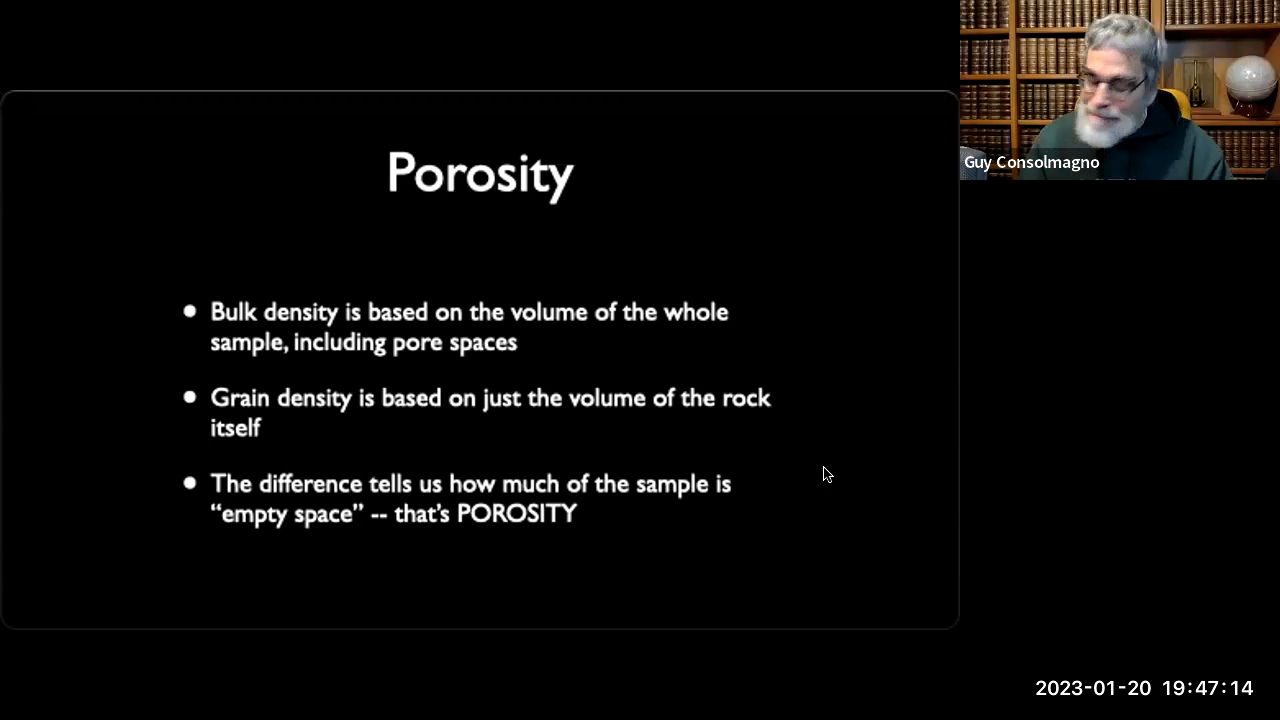 Porosity
Guy Consolmagno
• Bulk density is based on the volume of the whole
sample, including pore spaces
• Grain density is based on just the volume of the rock
itself
• The difference tells us how much of the sample is
“empty space” -- that’s POROSITY
2023-01-20 19:47:14